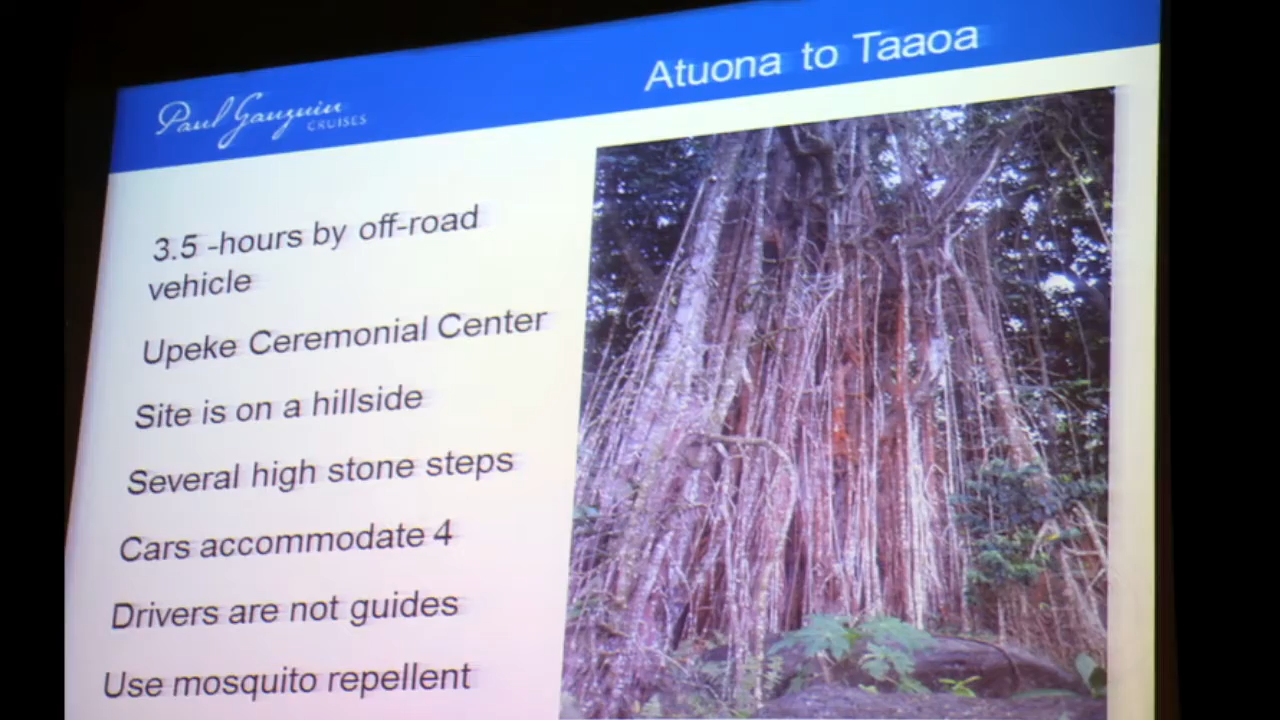 Paul Gauguin
CRUISES
Atuona to Taaoa
3.5 -hours by off-road
vehicle
Upeke Ceremonial Center
Site is on a hillside
Several high stone steps
Cars accommodate 4
Drivers are not guides
Use mosquito repellent